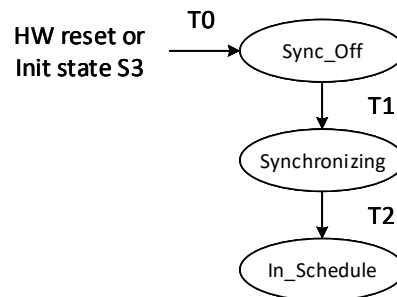 T0
HW reset or
Init state S3
Sync_Off
T1
Synchronizing
T2
In_Schedule